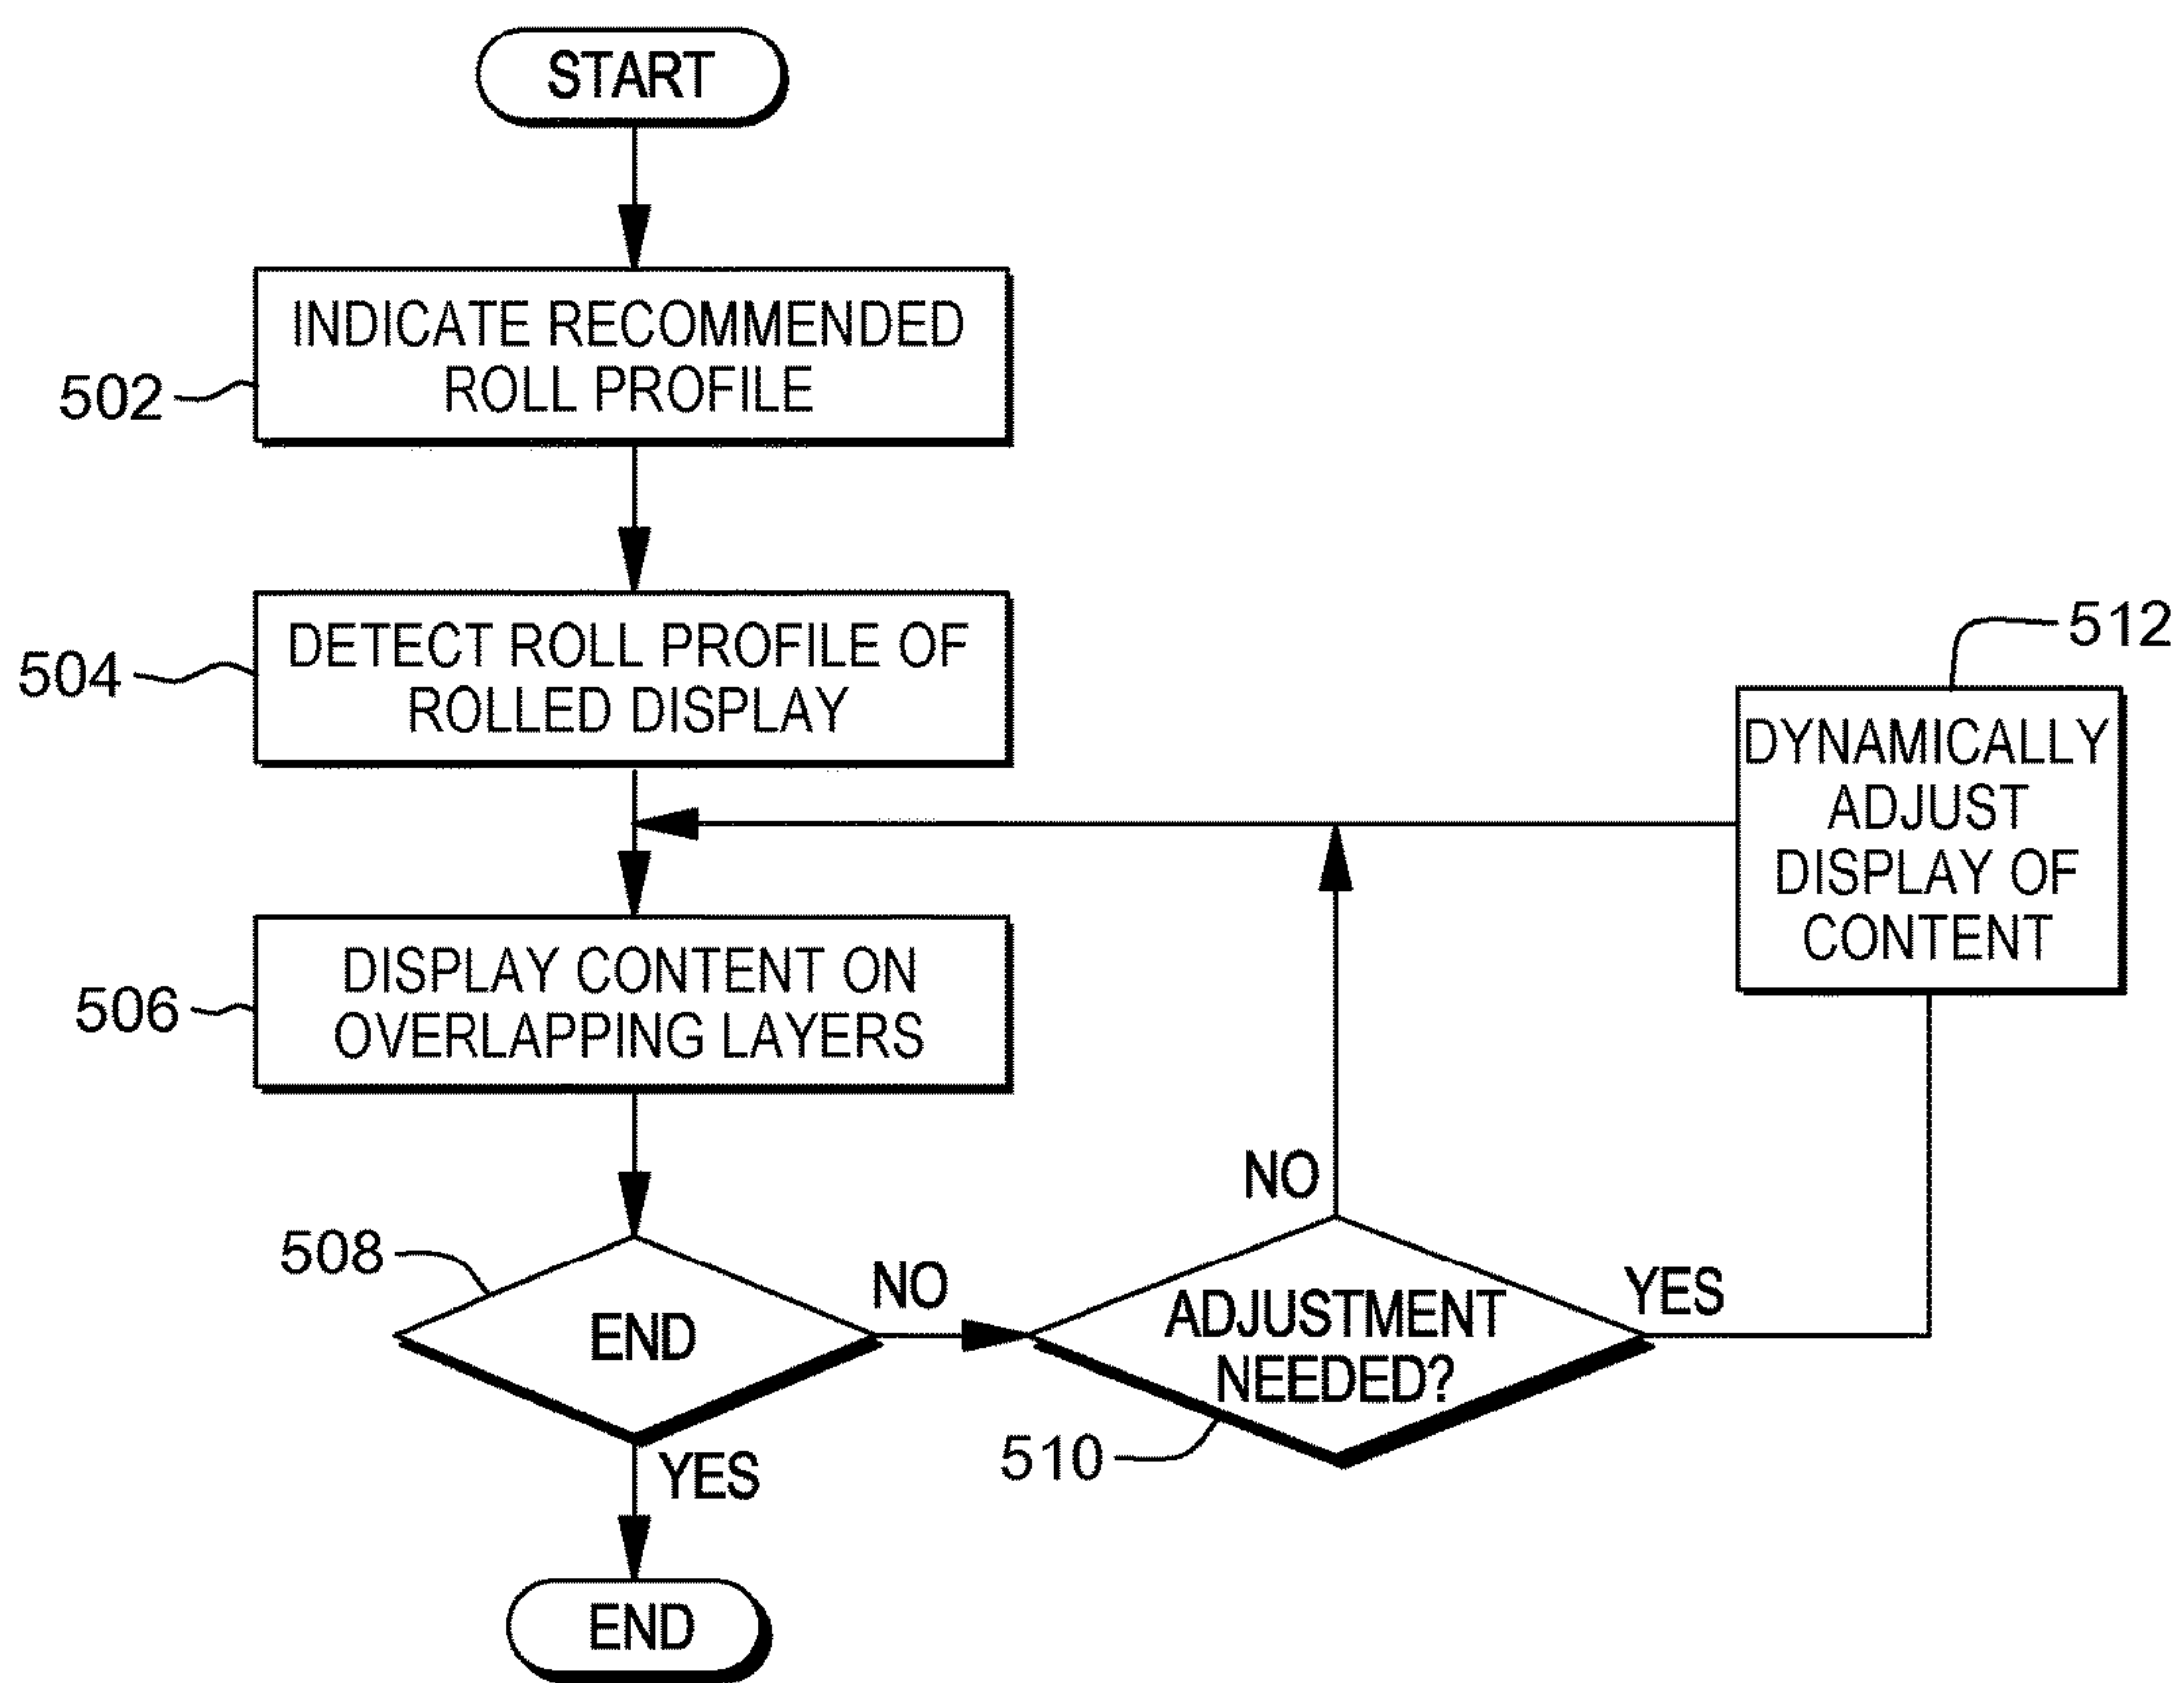 START
INDICATE RECOMMENDED
ROLL PROFILE
502
DETECT ROLL PROFILE OF
ROLLED DISPLAY
504
512
DYNAMICALLY
ADJUST
DISPLAY OF
CONTENT
DISPLAY CONTENT ON
OVERLAPPING LAYERS
506
NO
508
END
NO
ADJUSTMENT
NEEDED?
YES
510
YES
END